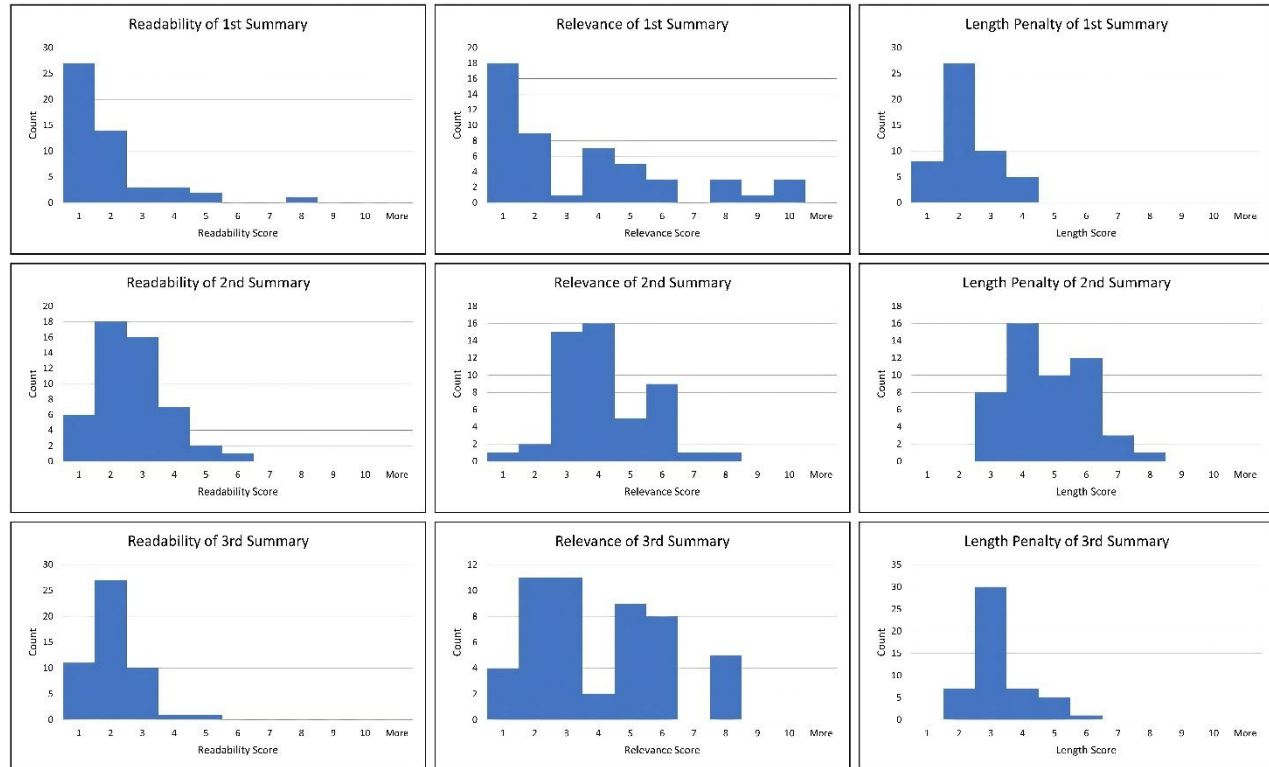 Readability of 1st Summary
30
25
20
15
10
5
0
Count
1 2 3 4 5 6 7 8 9 10 More
Readability Score
Relevance of 1st Summary
20
18
16
14
12
10
8
6
4
2
0
Count
1 2 3 4 5 6 7 8 9 10 More
Relevance Score
Length Penalty of 1st Summary
30
25
20
15
10
5
0
Count
1 2 3 4 5 6 7 8 9 10 More
Length Score
Readability of 2nd Summary
20
18
16
14
12
10
8
6
4
2
0
Count
1 2 3 4 5 6 7 8 9 10 More
Readability Score
Relevance of 2nd Summary
18
16
14
12
10
8
6
4
2
0
Count
1 2 3 4 5 6 7 8 9 10 More
Relevance Score
Length Penalty of 2nd Summary
18
16
14
12
10
8
6
4
2
0
Count
1 2 3 4 5 6 7 8 9 10 More
Length Score
Readability of 3rd Summary
30
25
20
15
10
5
0
Count
1 2 3 4 5 6 7 8 9 10 More
Readability Score
Relevance of 3rd Summary
12
10
8
6
4
2
0
Count
1 2 3 4 5 6 7 8 9 10 More
Relevance Score
Length Penalty of 3rd Summary
35
30
25
20
15
10
5
0
Count
1 2 3 4 5 6 7 8 9 10 More
Length Score